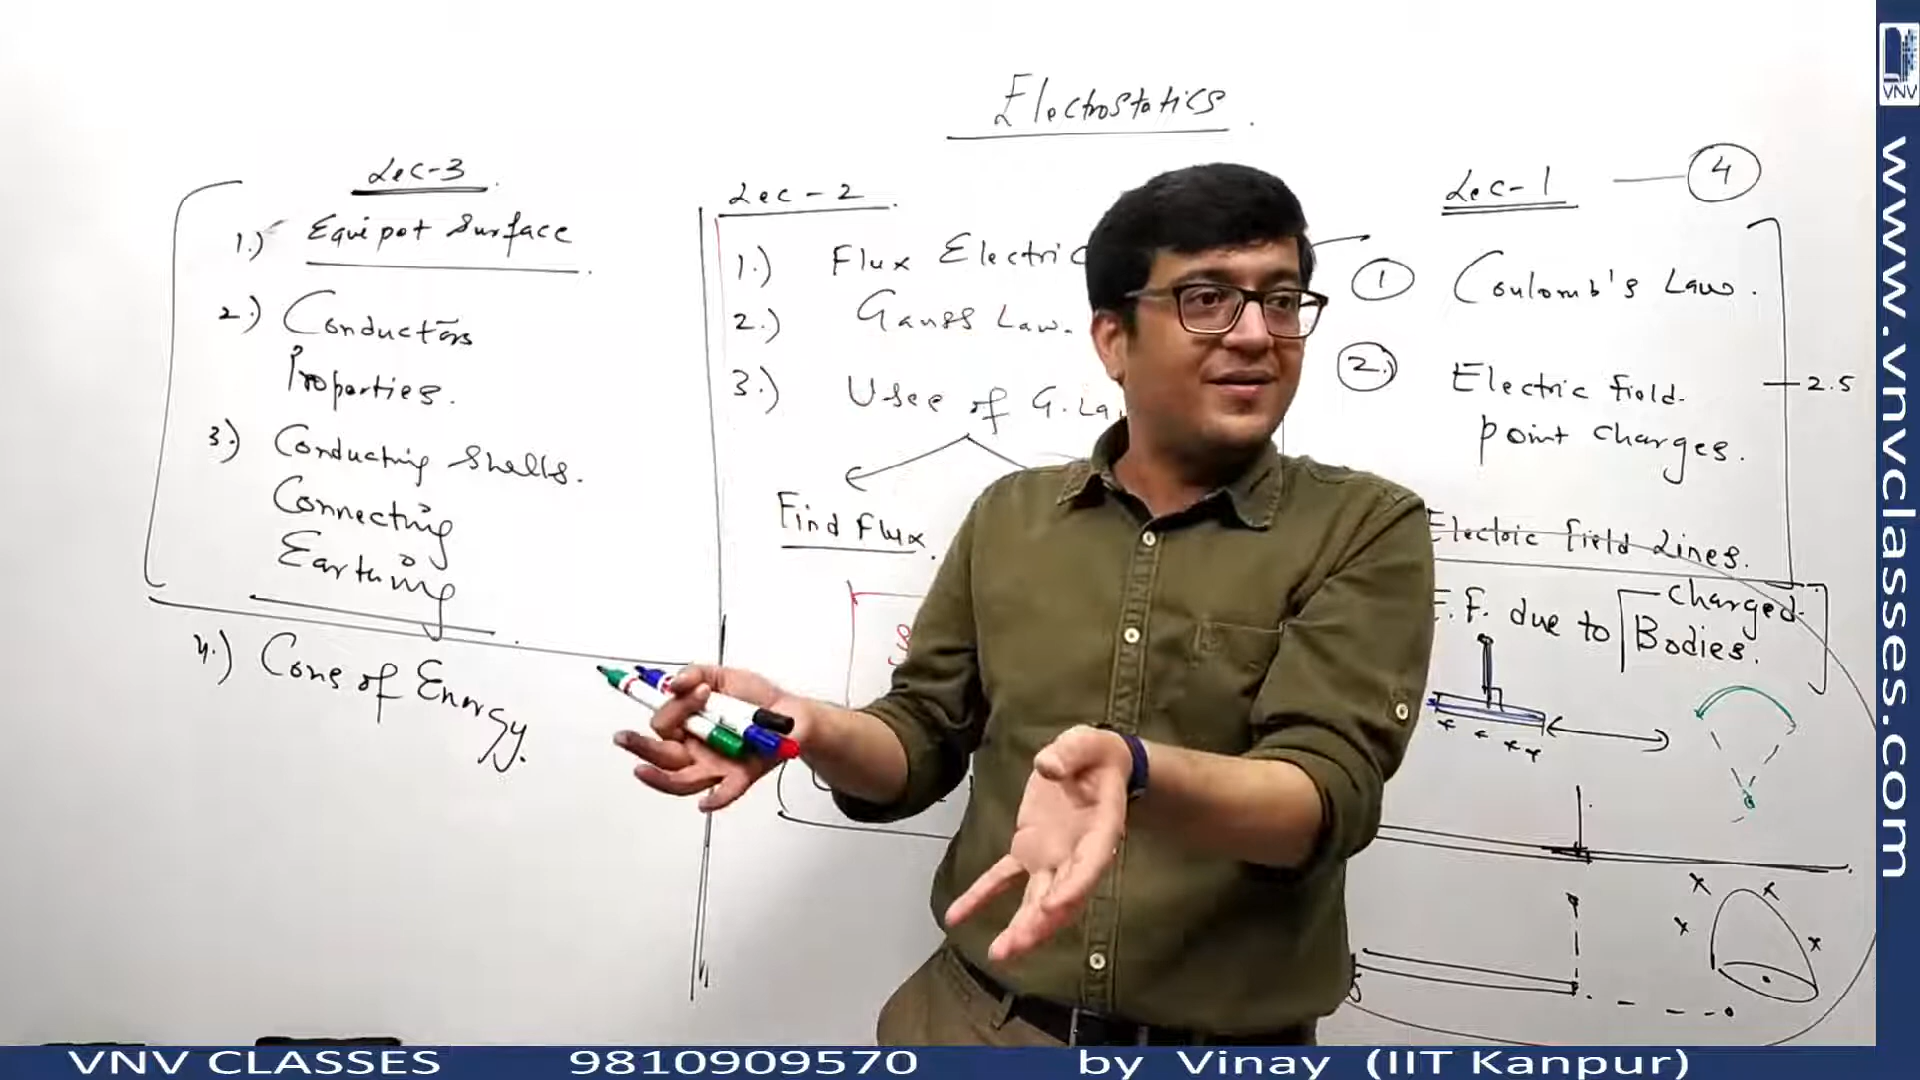 Electrostatics
Lec-3
1.) Equipot Surface
2.) Conductors
Properties.
3.) Conducting Shells.
Connecting
Earthing
4.) Cons of Energy.
Lec - 2
1.) Flux Electric
2.) Gauss Law.
3.) Usee of G. La
Find Flux.
Lec-1 4
1 Coulomb's Law.
2.) Electric field
point charges.
2.5
Electric field Lines.
E.F. due to charged
Bodies.
VNV
www.vnvclasses.com
VNV CLASSES 9810909570 by Vinay (IIT Kanpur)